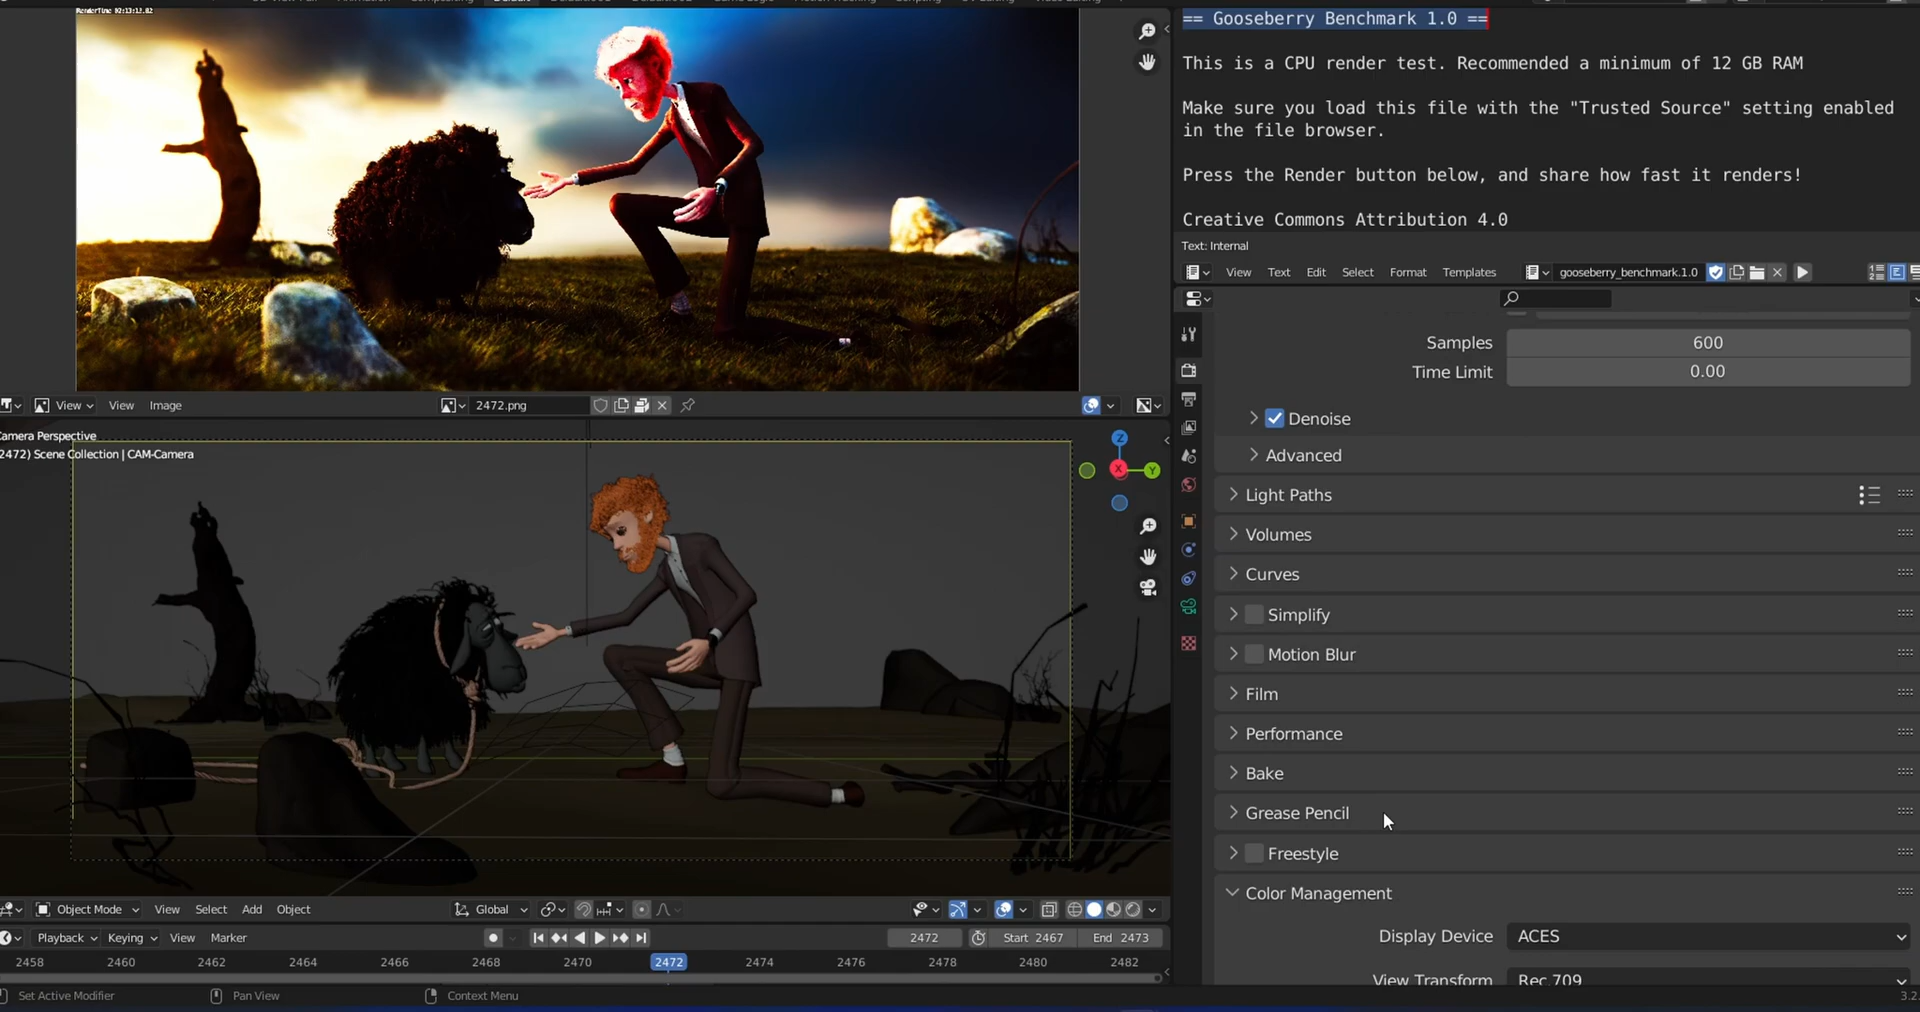 RenderTime 02:13:12.82
== Gooseberry Benchmark 1.0 ==
This is a CPU render test. Recommended a minimum of 12 GB RAM
Make sure you load this file with the "Trusted Source" setting enabled
in the file browser.
Press the Render button below, and share how fast it renders!
Creative Commons Attribution 4.0
Text: Internal
View Text Edit Select Format Templates gooseberry_benchmark.1.0
View View Image 2472.png
Camera Perspective
2472) Scene Collection | CAM-Camera
Z
X
Y
Samples 600
Time Limit 0.00
Denoise
Advanced
Light Paths
Volumes
Curves
Simplify
Motion Blur
Film
Performance
Bake
Grease Pencil
Freestyle
Color Management
Display Device ACES
View Transform Rec.709
Object Mode View Select Add Object Global
Playback Keying View Marker 2472 Start 2467 End 2473
2458 2460 2462 2464 2466 2468 2470 2472 2474 2476 2478 2480 2482
Set Active Modifier Pan View Context Menu 3.2.